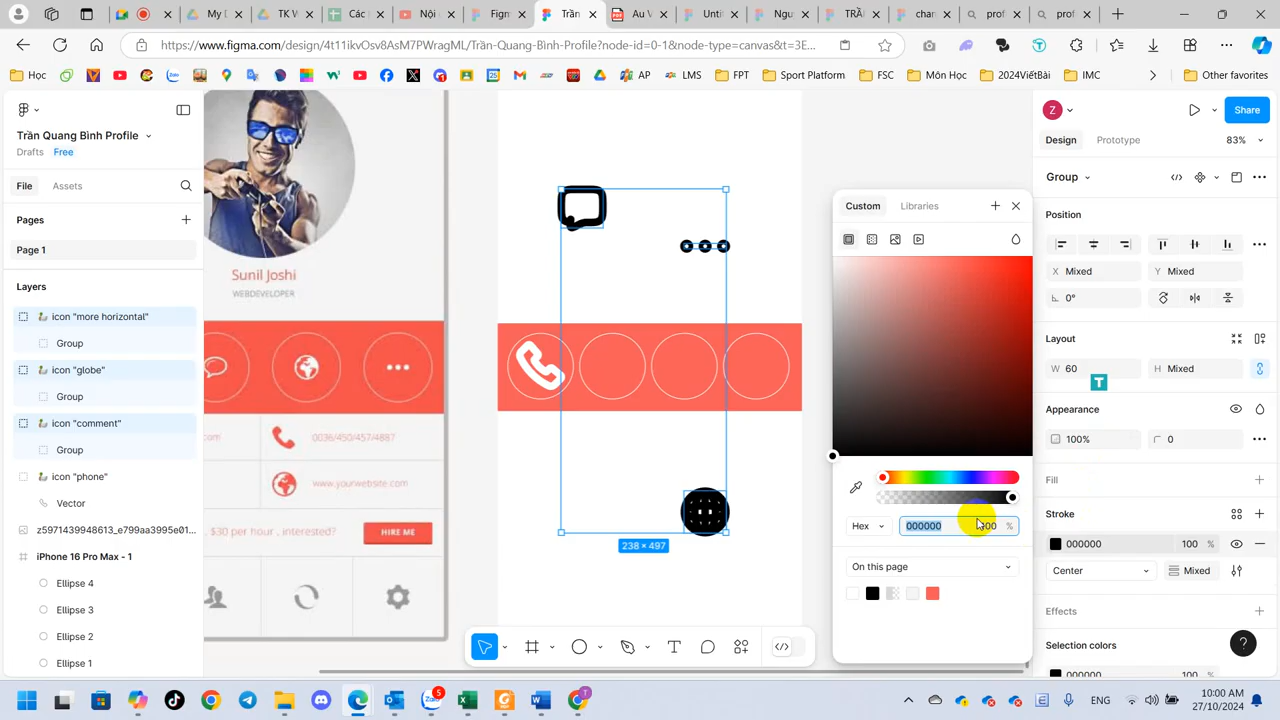 My D
TK V
Các
Nội
Figm
Trần
Au V
Unti
Ngu
TRẦ
char
prof
prof
https://www.figma.com/design/4t11ikvOsv8AsM7PWragML/Trần-Quang-Bình-Profile?node-id=0-1&node-type=canvas&t=3E...
Học
AP
LMS
FPT
Sport Platform
FSC
Môn Học
2024ViếtBài
IMC
Other favorites
Trần Quang Bình Profile
Drafts Free
File Assets
Pages
Page 1
Layers
icon "more horizontal"
Group
icon "globe"
Group
icon "comment"
Group
icon "phone"
Vector
z5971439948613_e799aa3995e01...
iPhone 16 Pro Max - 1
Ellipse 4
Ellipse 3
Ellipse 2
Ellipse 1
Sunil Joshi
WEBDEVELOPER
.com
0036/450/457/4887
www.yourwebsite.com
$30 per hour , interested?
HIRE ME
238 × 497
Custom Libraries
Hex 000000 100 %
On this page
Z
Share
Design Prototype 83%
Group
Position
X Mixed Y Mixed
0°
Layout
W 60 H Mixed
T
Appearance
100% 0
Fill
Stroke
000000 100 %
Center Mixed
Effects
Selection colors
000000 100 %
?
5
T
ENG
10:00 AM
27/10/2024